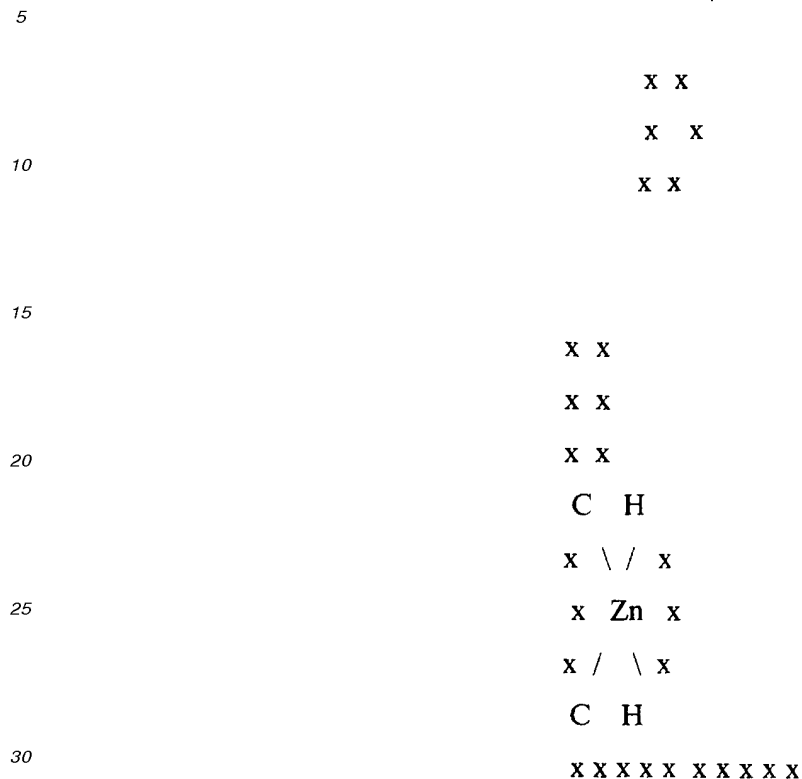 5
x x
x x
10
x x
15
x x
x x
20
x x
C H
x \ / x
25
x Zn x
x / \ x
C H
30
x x x x x x x x x x